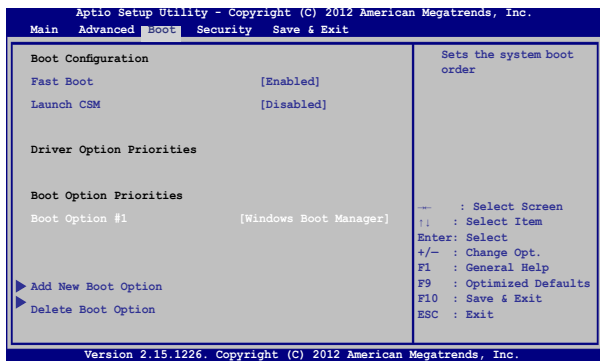 Aptio Setup Utility - Copyright (C) 2012 American Megatrends, Inc.
Main Advanced Boot Security Save & Exit
Boot Configuration
Fast Boot [Enabled]
Launch CSM [Disabled]
Driver Option Priorities
Boot Option Priorities
Boot Option #1 [Windows Boot Manager]
Add New Boot Option
Delete Boot Option
Sets the system boot
order
→← : Select Screen
↑↓ : Select Item
Enter: Select
+/— : Change Opt.
F1 : General Help
F9 : Optimized Defaults
F10 : Save & Exit
ESC : Exit
Version 2.15.1226. Copyright (C) 2012 American Megatrends, Inc.